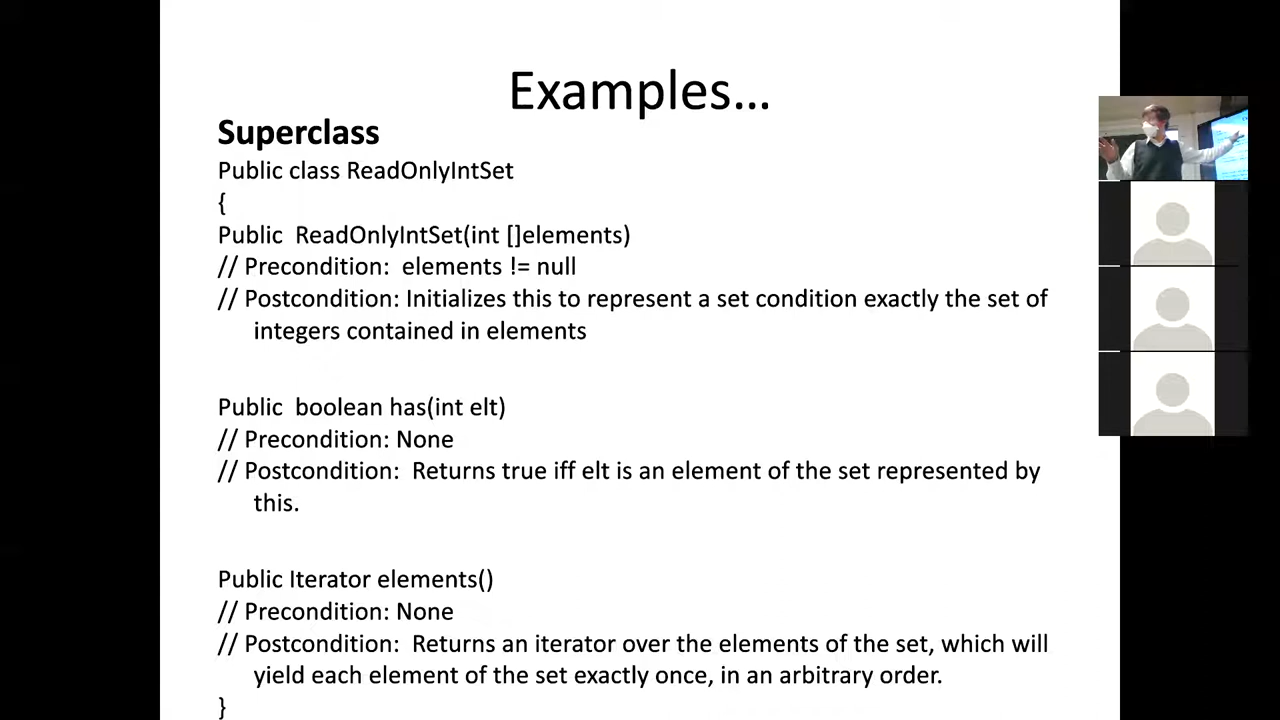 Examples...
Superclass
Public class ReadOnlyIntSet
{
Public  ReadOnlyIntSet(int []elements)
// Precondition:  elements != null
// Postcondition: Initializes this to represent a set condition exactly the set of
integers contained in elements
Public  boolean has(int elt)
// Precondition: None
// Postcondition:  Returns true iff elt is an element of the set represented by
this.
Public Iterator elements()
// Precondition: None
// Postcondition:  Returns an iterator over the elements of the set, which will
yield each element of the set exactly once, in an arbitrary order.
}